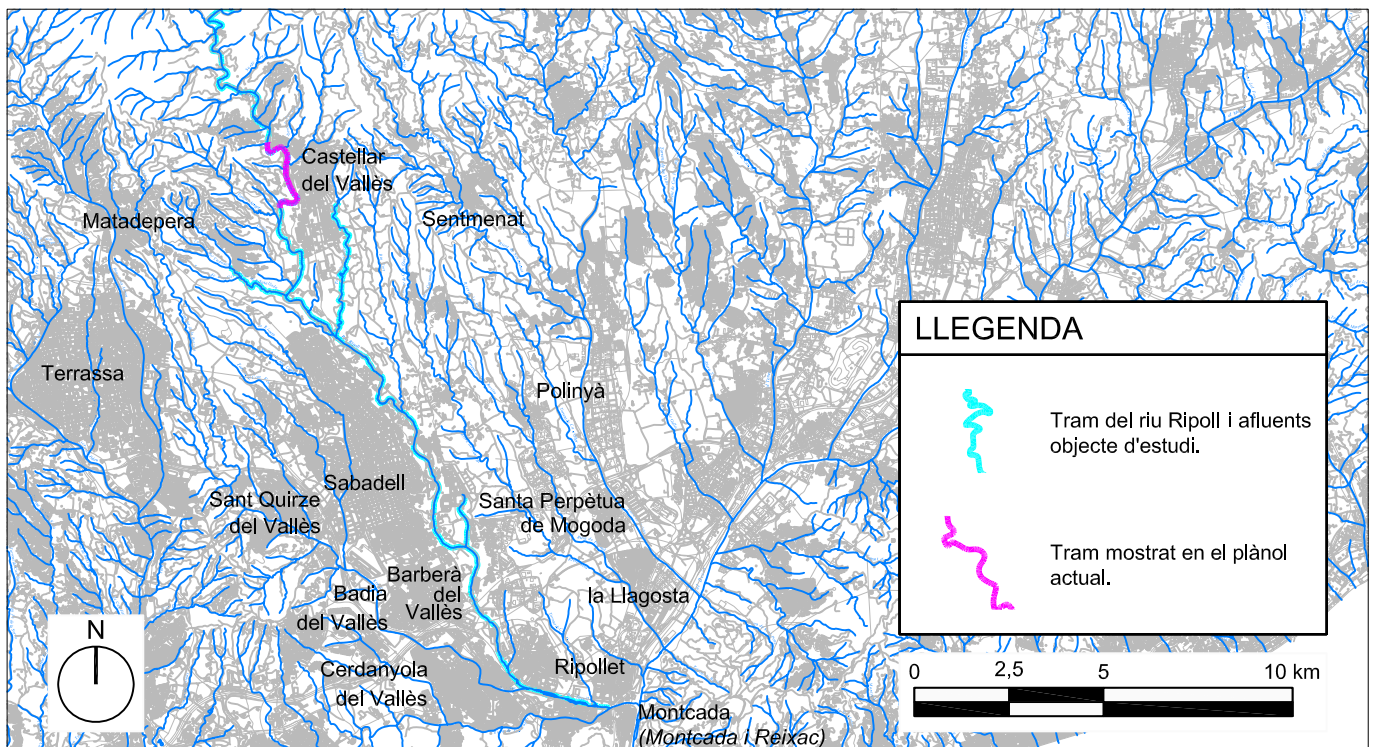 Castellar
del Vallès
Matadepera
Sentmenat
Terrassa
Polinyà
Sabadell
Sant Quirze
del Vallès
Santa Perpètua
de Mogoda
Barberà
del
Vallès
Badia
del Vallès
la Llagosta
Cerdanyola
del Vallès
Ripollet
Montcada
(Montcada i Reixac)
N
LLEGENDA
Tram del riu Ripoll i afluents
objecte d'estudi.
Tram mostrat en el plànol
actual.
0 2,5 5 10 km